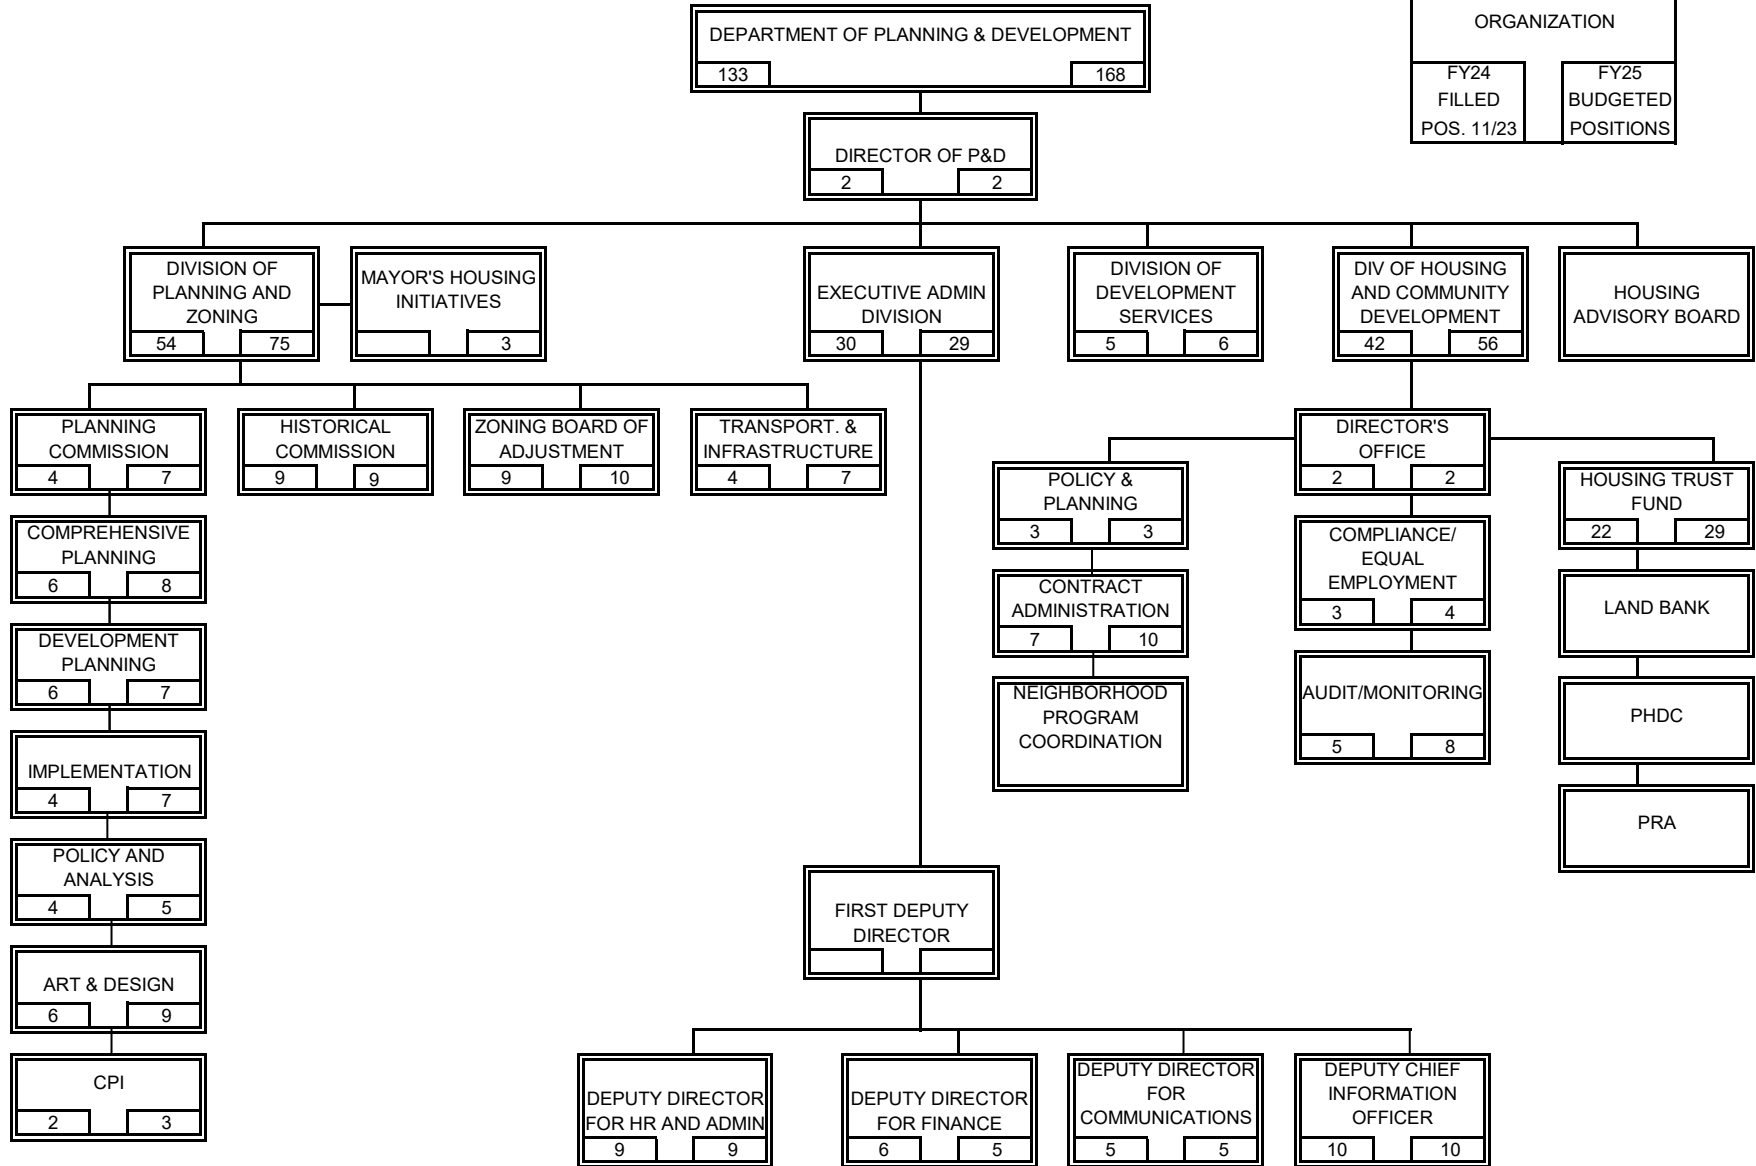 DEPARTMENT OF PLANNING & DEVELOPMENT
133 168
ORGANIZATION
FY24
FILLED
POS. 11/23
FY25
BUDGETED
POSITIONS
DIRECTOR OF P&D
2 2
DIVISION OF
PLANNING AND
ZONING
54 75
MAYOR'S HOUSING
INITIATIVES
3
EXECUTIVE ADMIN
DIVISION
30 29
DIVISION OF
DEVELOPMENT
SERVICES
5 6
DIV OF HOUSING
AND COMMUNITY
DEVELOPMENT
42 56
HOUSING
ADVISORY BOARD
PLANNING
COMMISSION
4 7
HISTORICAL
COMMISSION
9 9
ZONING BOARD OF
ADJUSTMENT
9 10
TRANSPORT. &
INFRASTRUCTURE
4 7
DIRECTOR'S
OFFICE
2 2
POLICY &
PLANNING
3 3
HOUSING TRUST
FUND
22 29
COMPREHENSIVE
PLANNING
6 8
COMPLIANCE/
EQUAL
EMPLOYMENT
3 4
CONTRACT
ADMINISTRATION
7 10
LAND BANK
DEVELOPMENT
PLANNING
6 7
NEIGHBORHOOD
PROGRAM
COORDINATION
AUDIT/MONITORING
5 8
PHDC
IMPLEMENTATION
4 7
PRA
POLICY AND
ANALYSIS
4 5
FIRST DEPUTY
DIRECTOR
ART & DESIGN
6 9
CPI
2 3
DEPUTY DIRECTOR
FOR HR AND ADMIN
9 9
DEPUTY DIRECTOR
FOR FINANCE
6 5
DEPUTY DIRECTOR
FOR
COMMUNICATIONS
5 5
DEPUTY CHIEF
INFORMATION
OFFICER
10 10